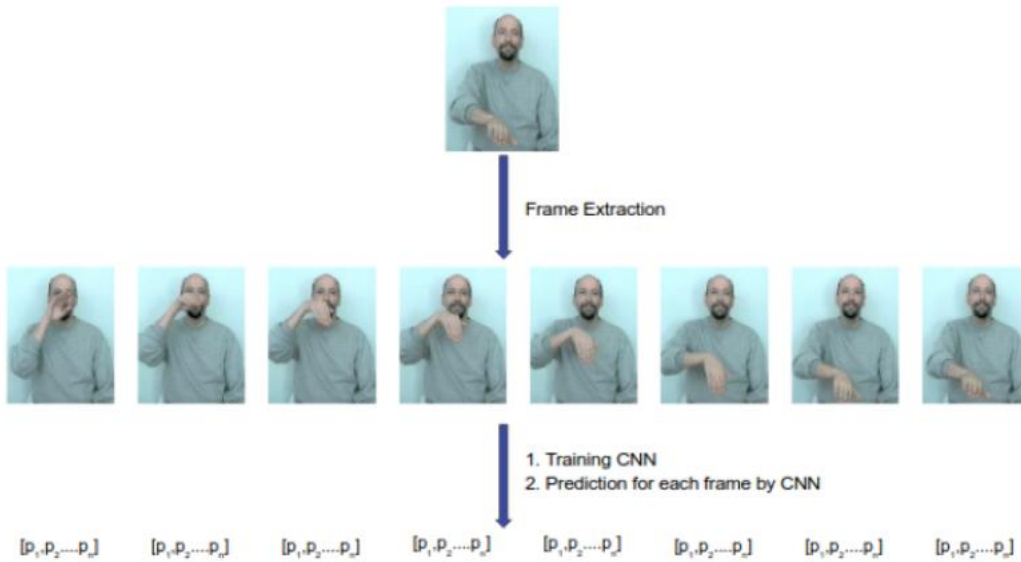 Frame Extraction
1. Training CNN
2. Prediction for each frame by CNN
[p₁,p₂....pₙ] [p₁,p₂....pₙ] [p₁,p₂....pₙ] [p₁,p₂....pₙ] [p₁,p₂....pₙ] [p₁,p₂....pₙ] [p₁,p₂....pₙ] [p₁,p₂....pₙ]